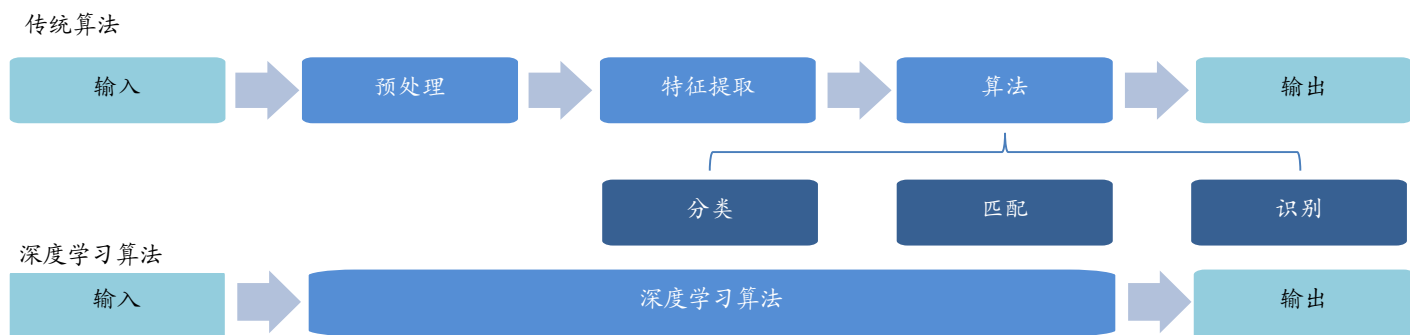 传统算法
输入 预处理 特征提取 算法 输出
分类 匹配 识别
深度学习算法
输入 深度学习算法 输出